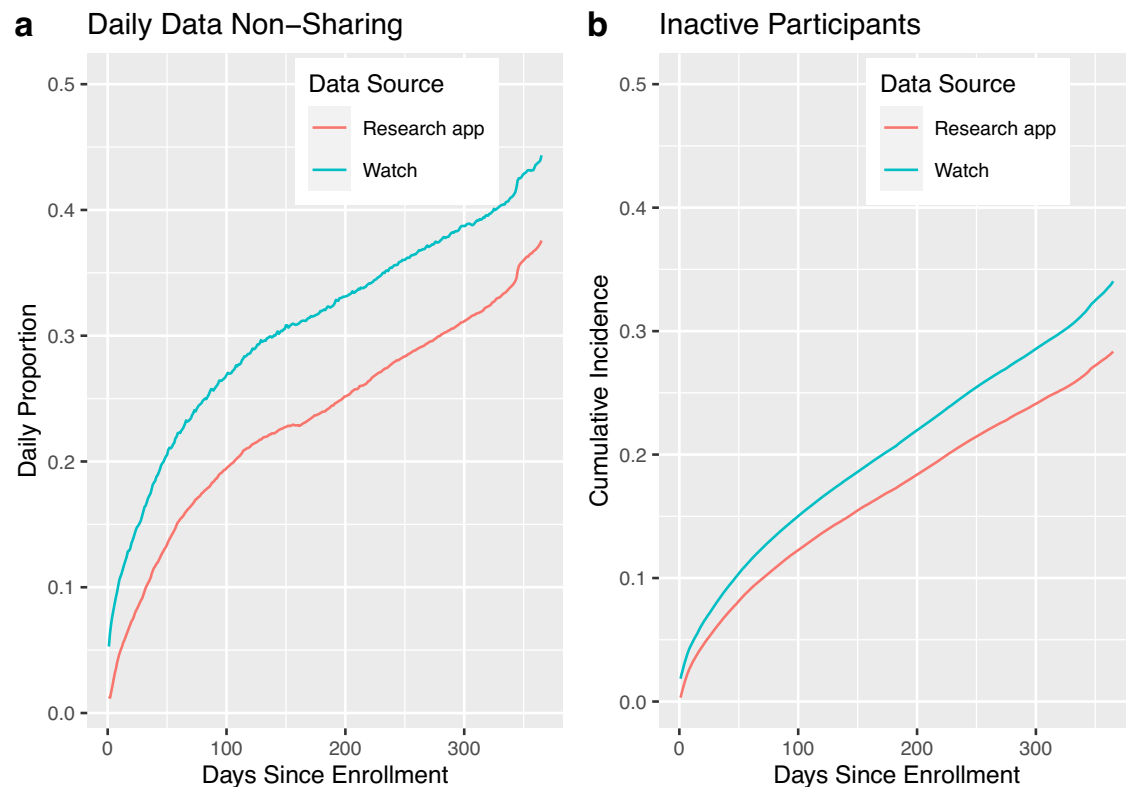 a Daily Data Non−Sharing
Data Source
Research app
Watch
0.5
0.4
0.3
0.2
0.1
0.0
Daily Proportion
0 100 200 300
Days Since Enrollment
b Inactive Participants
Data Source
Research app
Watch
0.5
0.4
0.3
0.2
0.1
0.0
Cumulative Incidence
0 100 200 300
Days Since Enrollment